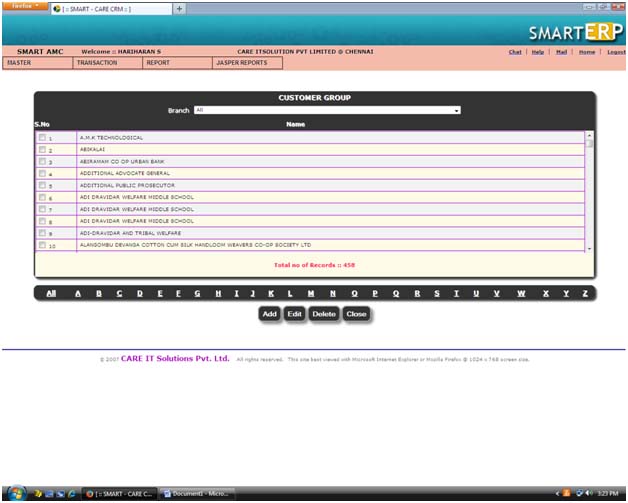 Firefox
[ :: SMART - CARE CRM :: ]
+
SMARTERP
SMART AMC Welcome :: HARIHARAN S CARE ITSOLUTION PVT LIMITED @ CHENNAI Chat | Help | Mail | Home | Logout
MASTER TRANSACTION REPORT JASPER REPORTS
CUSTOMER GROUP
Branch All
S.No Name
1 A.M.K TECHNOLOGICAL
2 ABIKALAI
3 ABIRAMAM CO OP URBAN BANK
4 ADDITIONAL ADVOCATE GENERAL
5 ADDITIONAL PUBLIC PROSECUTOR
6 ADI DRAVIDAR WELFARE MIDDLE SCHOOL
7 ADI DRAVIDAR WELFARE MIDDLE SCHOOL
8 ADI DRAVIDAR WELFARE MIDDLE SCHOOL
9 ADI-DRAVIDAR AND TRIBAL WELFARE
10 ALANSOMBU DEVANGA COTTON CUM SILK HANDLOOM WEAVERS CO-OP SOCIETY LTD
Total no of Records :: 458
All A B C D E F G H I J K L M N O P Q R S T U V W X Y Z
Add Edit Delete Close
© 2007 CARE IT Solutions Pvt. Ltd. All rights reserved. This site best viewed with Microsoft Internet Explorer or Mozilla Firefox @ 1024 x 768 screen size.
[ :: SMART - CARE C... Document1 - Micro... 3:23 PM